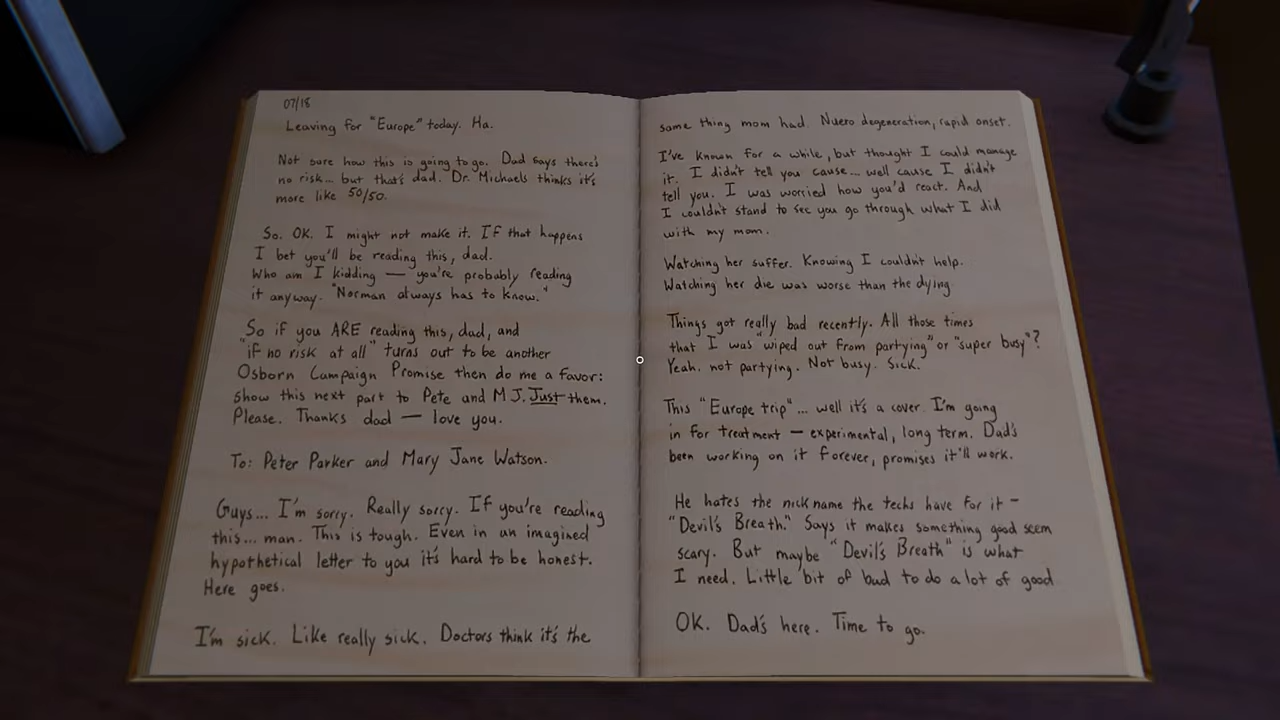 07/18
Leaving for "Europe" today. Ha.
Not sure how this is going to go. Dad says there's
no risk... but that's dad. Dr. Michaels thinks it's
more like 50/50.
So. OK. I might not make it. If that happens
I bet you'll be reading this, dad.
Who am I kidding — you're probably reading
it anyway. "Norman always has to know."
So if you ARE reading this, dad, and
"if no risk at all" turns out to be another
Osborn Campaign Promise then do me a favor:
show this next part to Pete and MJ. Just them.
Please. Thanks dad — love you.
To: Peter Parker and Mary Jane Watson.
Guys... I'm sorry. Really sorry. If you're reading
this... man. This is tough. Even in an imagined
hypothetical letter to you it's hard to be honest.
Here goes.
I'm sick. Like really sick. Doctors think it's the
same thing mom had. Nuero degeneration, rapid onset.
I've known for a while, but thought I could manage
it. I didn't tell you cause... well cause I didn't
tell you. I was worried how you'd react. And
I couldn't stand to see you go through what I did
with my mom.
Watching her suffer. Knowing I couldn't help.
Watching her die was worse than the dying.
Things got really bad recently. All those times
that I was "wiped out from partying" or "super busy"?
Yeah. not partying. Not busy. Sick.
This "Europe trip"... well it's a cover. I'm going
in for treatment — experimental, long term. Dad's
been working on it forever, promises it'll work.
He hates the nickname the techs have for it -
"Devil's Breath." Says it makes something good seem
scary. But maybe "Devil's Breath" is what
I need. Little bit of bad to do a lot of good
OK. Dad's here. Time to go.